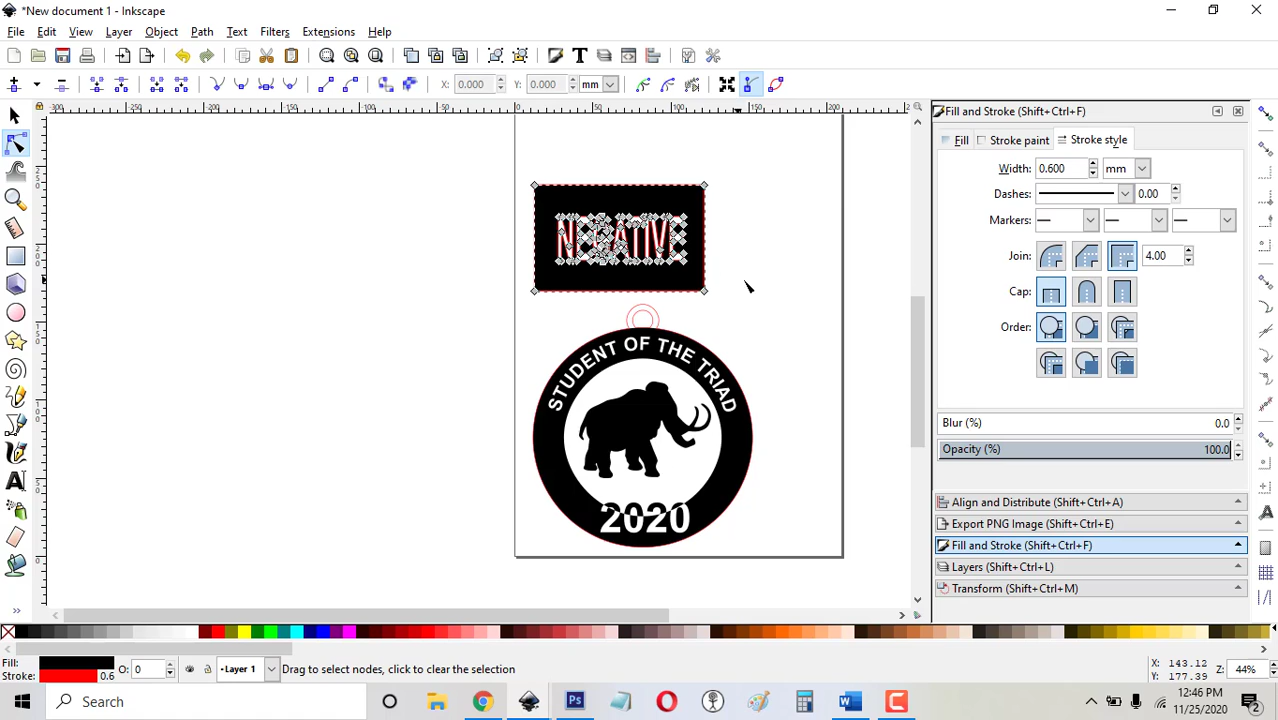 *New document 1 - Inkscape
File Edit View Layer Object Path Text Filters Extensions Help
X: 0.000 Y: 0.000 mm
Fill and Stroke (Shift+Ctrl+F)
Fill Stroke paint Stroke style
Width: 0.600 mm
Dashes: 0.00
Markers:
Join: 4.00
Cap:
Order:
Blur (%) 0.0
Opacity (%) 100.0
Align and Distribute (Shift+Ctrl+A)
Export PNG Image (Shift+Ctrl+E)
Fill and Stroke (Shift+Ctrl+F)
Layers (Shift+Ctrl+L)
Transform (Shift+Ctrl+M)
NEGATIVE
STUDENT OF THE TRIAD
2020
Fill:
Stroke: 0.6
O: 0
Layer 1
Drag to select nodes, click to clear the selection
X: 143.12
Y: 177.39
Z: 44%
Search
12:46 PM
11/25/2020
2